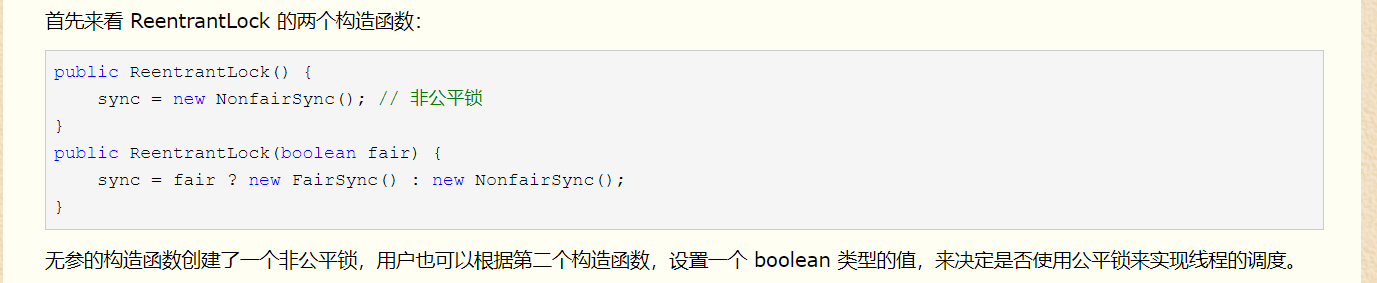 首先来看 ReentrantLock 的两个构造函数：
public ReentrantLock() {
    sync = new NonfairSync(); // 非公平锁
}
public ReentrantLock(boolean fair) {
    sync = fair ? new FairSync() : new NonfairSync();
}
无参的构造函数创建了一个非公平锁，用户也可以根据第二个构造函数，设置一个 boolean 类型的值，来决定是否使用公平锁来实现线程的调度。